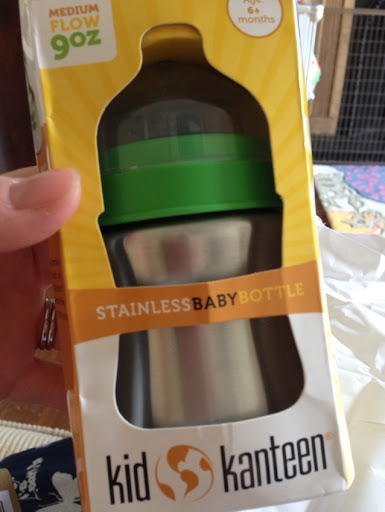 MEDIUM
FLOW
9OZ
Age:
6+
months
STAINLESSBABYBOTTLE
kid kanteen®